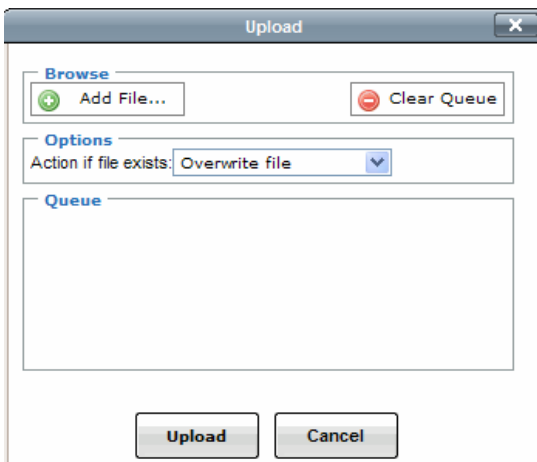 Upload
Browse
Add File... Clear Queue
Options
Action if file exists: Overwrite file
Queue
Upload Cancel